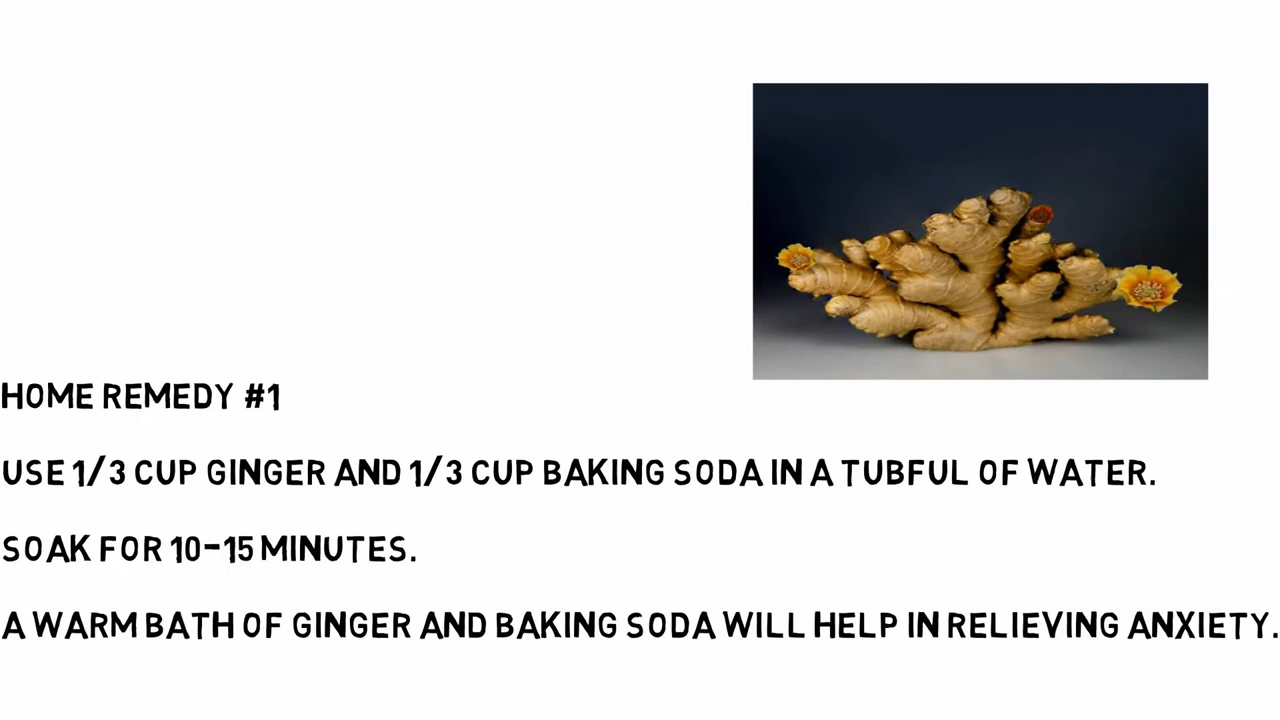 HOME REMEDY #1
USE 1/3 CUP GINGER AND 1/3 CUP BAKING SODA IN A TUBFUL OF WATER.
SOAK FOR 10-15 MINUTES.
A WARM BATH OF GINGER AND BAKING SODA WILL HELP IN RELIEVING ANXIETY.